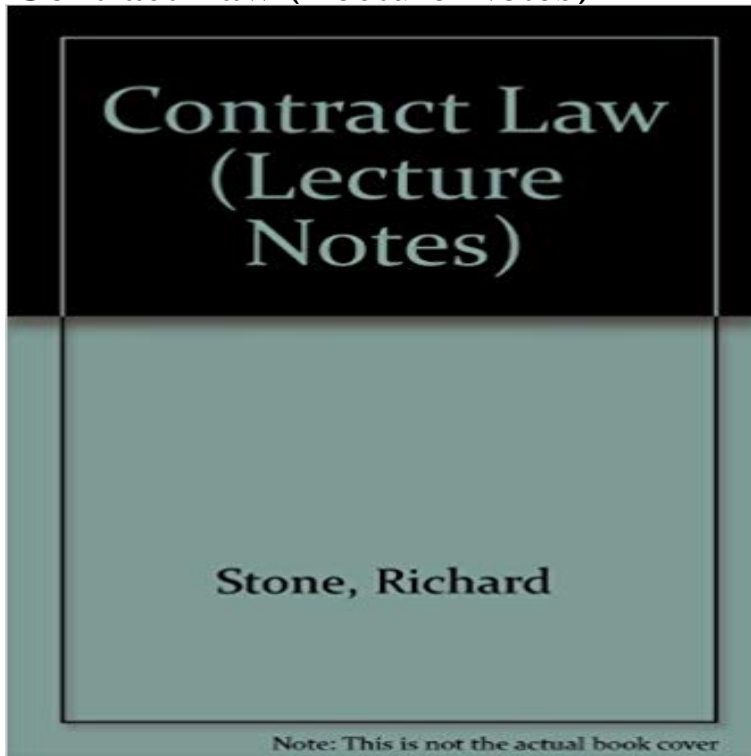 Contract Law
(Lecture
Notes)
Stone, Richard
Note: This is not the actual book cover